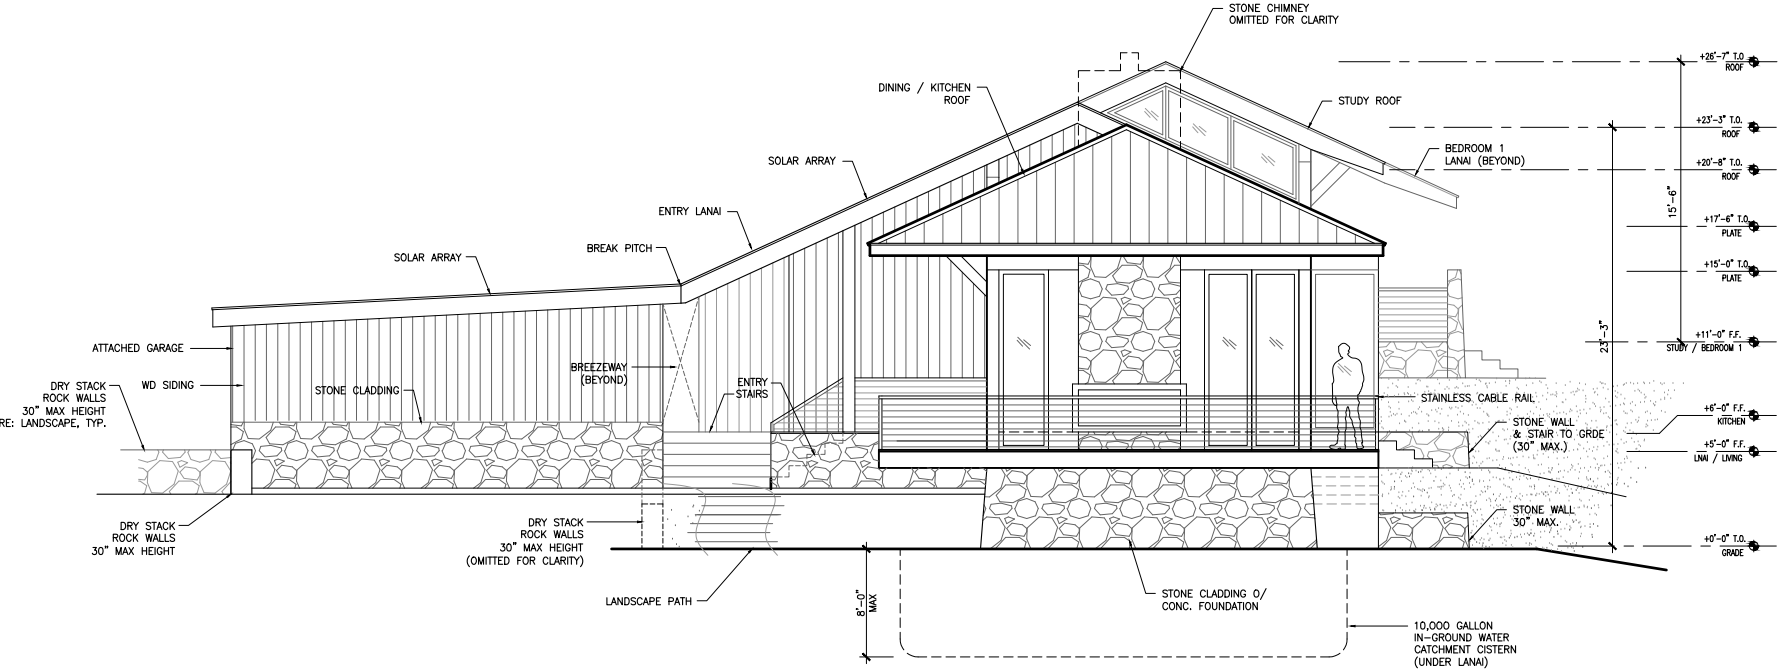 STONE CHIMNEY
OMITTED FOR CLARITY
DINING / KITCHEN
ROOF
STUDY ROOF
BEDROOM 1
LANAI (BEYOND)
SOLAR ARRAY
ENTRY LANAI
BREAK PITCH
SOLAR ARRAY
ATTACHED GARAGE
WD SIDING
DRY STACK
ROCK WALLS
30" MAX HEIGHT
RE: LANDSCAPE, TYP.
STONE CLADDING
BREEZEWAY
(BEYOND)
ENTRY
STAIRS
STAINLESS CABLE RAIL
STONE WALL
& STAIR TO GRDE
(30" MAX.)
STONE WALL
30" MAX.
DRY STACK
ROCK WALLS
30" MAX HEIGHT
DRY STACK
ROCK WALLS
30" MAX HEIGHT
(OMITTED FOR CLARITY)
LANDSCAPE PATH
8'-0"
MAX
STONE CLADDING O/
CONC. FOUNDATION
10,000 GALLON
IN-GROUND WATER
CATCHMENT CISTERN
(UNDER LANAI)
15'-6"
23'-3"
+26'-7" T.O
ROOF
+23'-3" T.O.
ROOF
+20'-8" T.O.
ROOF
+17'-6" T.O.
PLATE
+15'-0" T.O.
PLATE
+11'-0" F.F.
STUDY / BEDROOM 1
+6'-0" F.F.
KITCHEN
+5'-0" F.F.
LNAI / LIVING
+0'-0" T.O.
GRADE